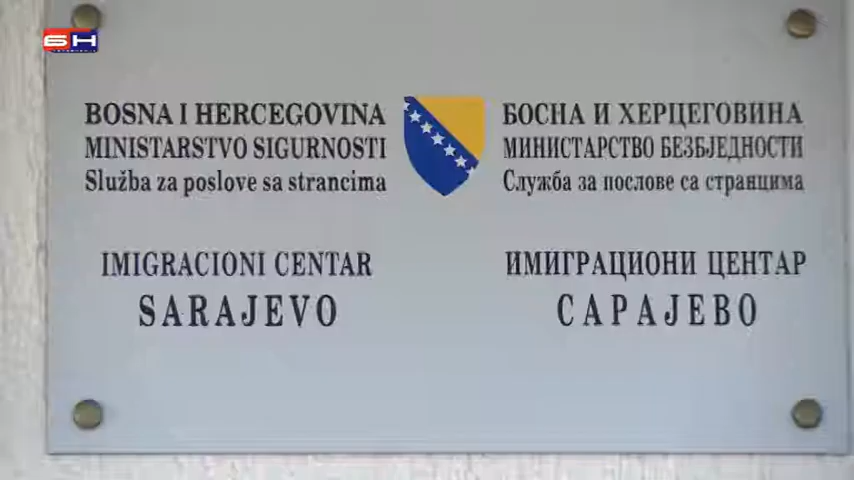 БН
BOSNA I HERCEGOVINA
MINISTARSTVO SIGURNOSTI
Služba za poslove sa strancima
IMIGRACIONI CENTAR
SARAJEVO
БОСНА И ХЕРЦЕГОВИНА
МИНИСТАРСТВО БЕЗБЈЕДНОСТИ
Служба за послове са странцима
ИМИГРАЦИОНИ ЦЕНТАР
САРАЈЕВО